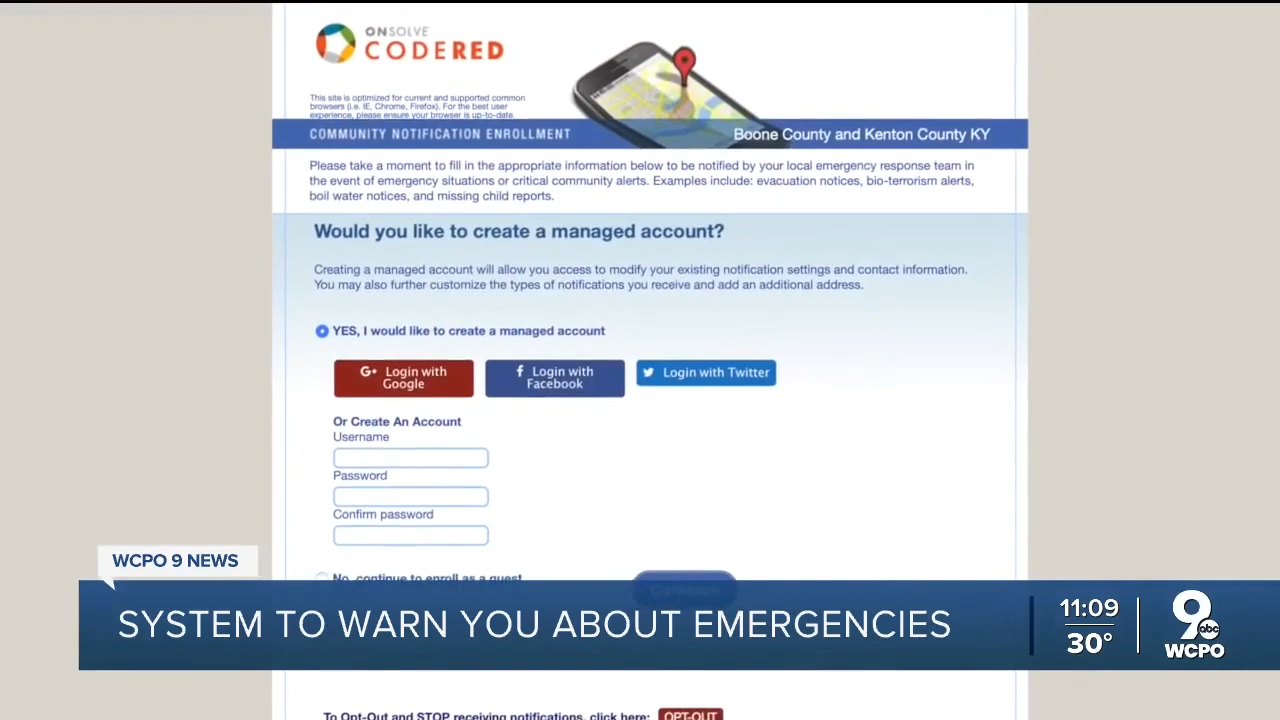 ONSOLVE
CODERED
This site is optimized for current and supported common
browsers (i.e. IE, Chrome, Firefox). For the best user
experience, please ensure your browser is up-to-date.
COMMUNITY NOTIFICATION ENROLLMENT
Boone County and Kenton County KY
Please take a moment to fill in the appropriate information below to be notified by your local emergency response team in
the event of emergency situations or critical community alerts. Examples include: evacuation notices, bio-terrorism alerts,
boil water notices, and missing child reports.
Would you like to create a managed account?
Creating a managed account will allow you access to modify your existing notification settings and contact information.
You may also further customize the types of notifications you receive and add an additional address.
YES, I would like to create a managed account
G+ Login with
Google
f Login with
Facebook
Login with Twitter
Or Create An Account
Username
Password
Confirm password
No, continue to enroll as a guest
Continue
WCPO 9 NEWS
SYSTEM TO WARN YOU ABOUT EMERGENCIES
11:09
30°
9
abc
WCPO
To Opt-Out and STOP receiving notifications, click here: OPT-OUT